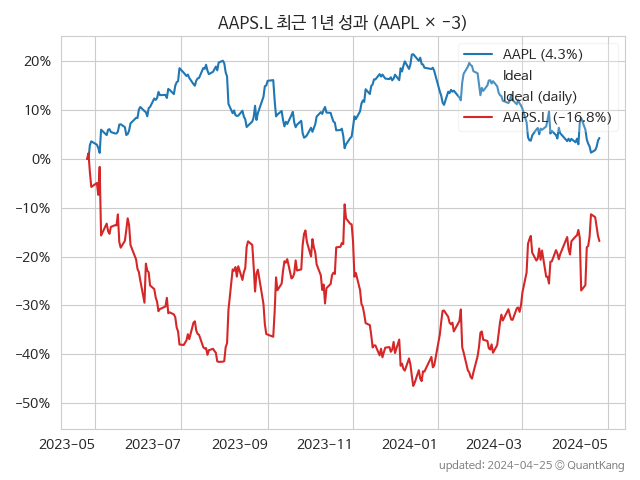 AAPS.L 최근 1년 성과 (AAPL × −3)
AAPL (4.3%)
Ideal
Ideal (daily)
AAPS.L (−16.8%)
20%
10%
0%
−10%
−20%
−30%
−40%
−50%
2023-05 2023-07 2023-09 2023-11 2024-01 2024-03 2024-05
updated: 2024-04-25 © QuantKang